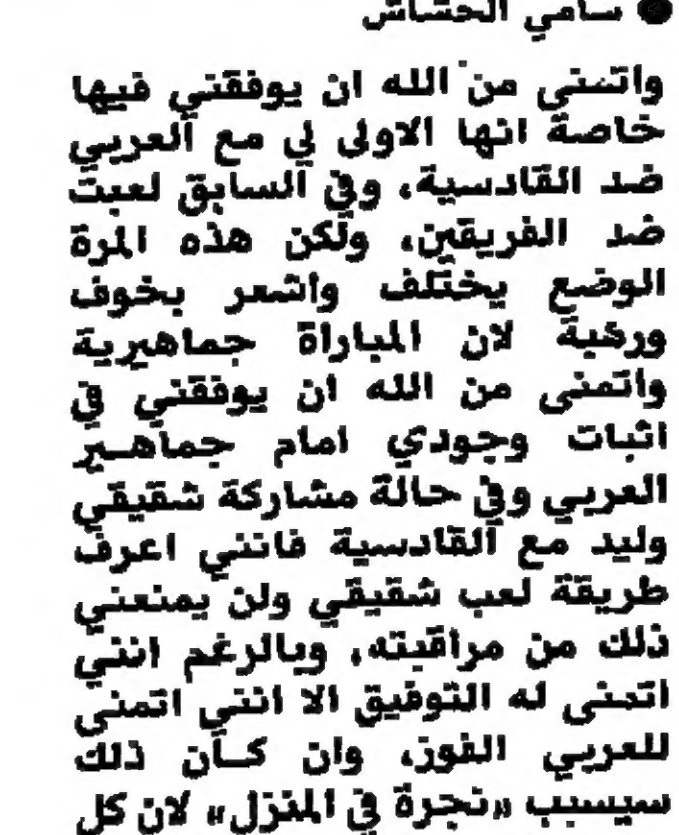 ● سامي الحشاش
واتمنى من الله ان يوفقني فيها
خاصة انها الاولى لي مع العربي
ضد القادسية، وفي السابق لعبت
ضد الفريقين، ولكن هذه المرة
الوضع يختلف واشعر بخوف
ورهبة لان المباراة جماهيرية
واتمنى من الله ان يوفقني في
اثبات وجودي امام جماهير
العربي وفي حالة مشاركة شقيقي
وليد مع القادسية فانني اعرف
طريقة لعب شقيقي ولن يمنعني
ذلك من مراقبته، وبالرغم انني
اتمنى له التوفيق الا انني اتمنى
للعربي الفوز، وان كان ذلك
سيسبب «نجرة في المنزل» لان كل